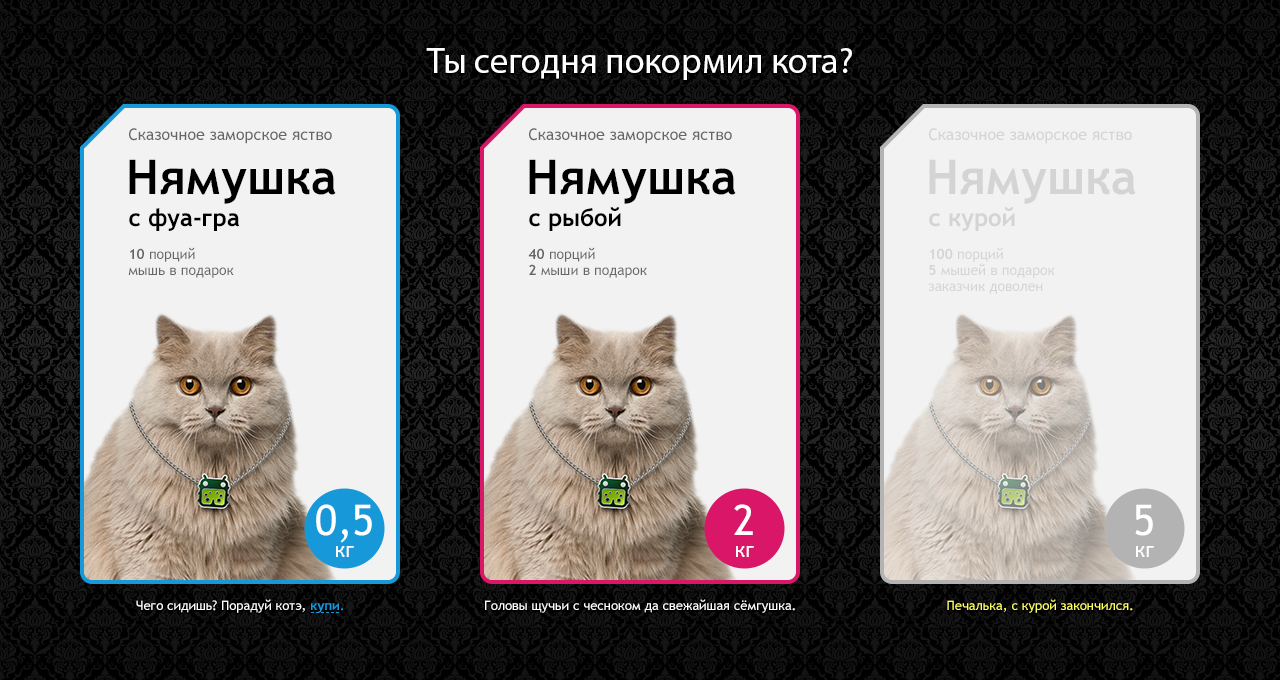 Ты сегодня покормил кота?
Сказочное заморское яство
Нямушка
с фуа-гра
10 порций
мышь в подарок
0,5
кг
Чего сидишь? Порадуй котэ, купи.
Сказочное заморское яство
Нямушка
с рыбой
40 порций
2 мыши в подарок
2
кг
Головы щучьи с чесноком да свежайшая сёмгушка.
Сказочное заморское яство
Нямушка
с курой
100 порций
5 мышей в подарок
заказчик доволен
5
кг
Печалька, с курой закончился.